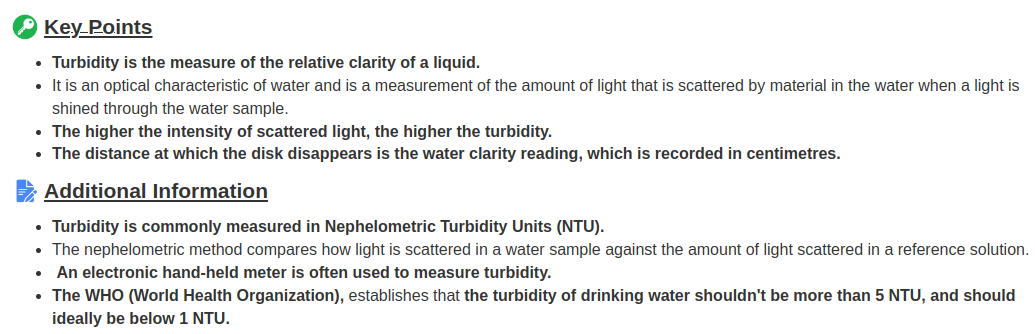 Key Points
Turbidity is the measure of the relative clarity of a liquid.
It is an optical characteristic of water and is a measurement of the amount of light that is scattered by material in the water when a light is
shined through the water sample.
The higher the intensity of scattered light, the higher the turbidity.
The distance at which the disk disappears is the water clarity reading, which is recorded in centimetres.
Additional Information
Turbidity is commonly measured in Nephelometric Turbidity Units (NTU).
The nephelometric method compares how light is scattered in a water sample against the amount of light scattered in a reference solution.
An electronic hand-held meter is often used to measure turbidity.
The WHO (World Health Organization), establishes that the turbidity of drinking water shouldn't be more than 5 NTU, and should
ideally be below 1 NTU.